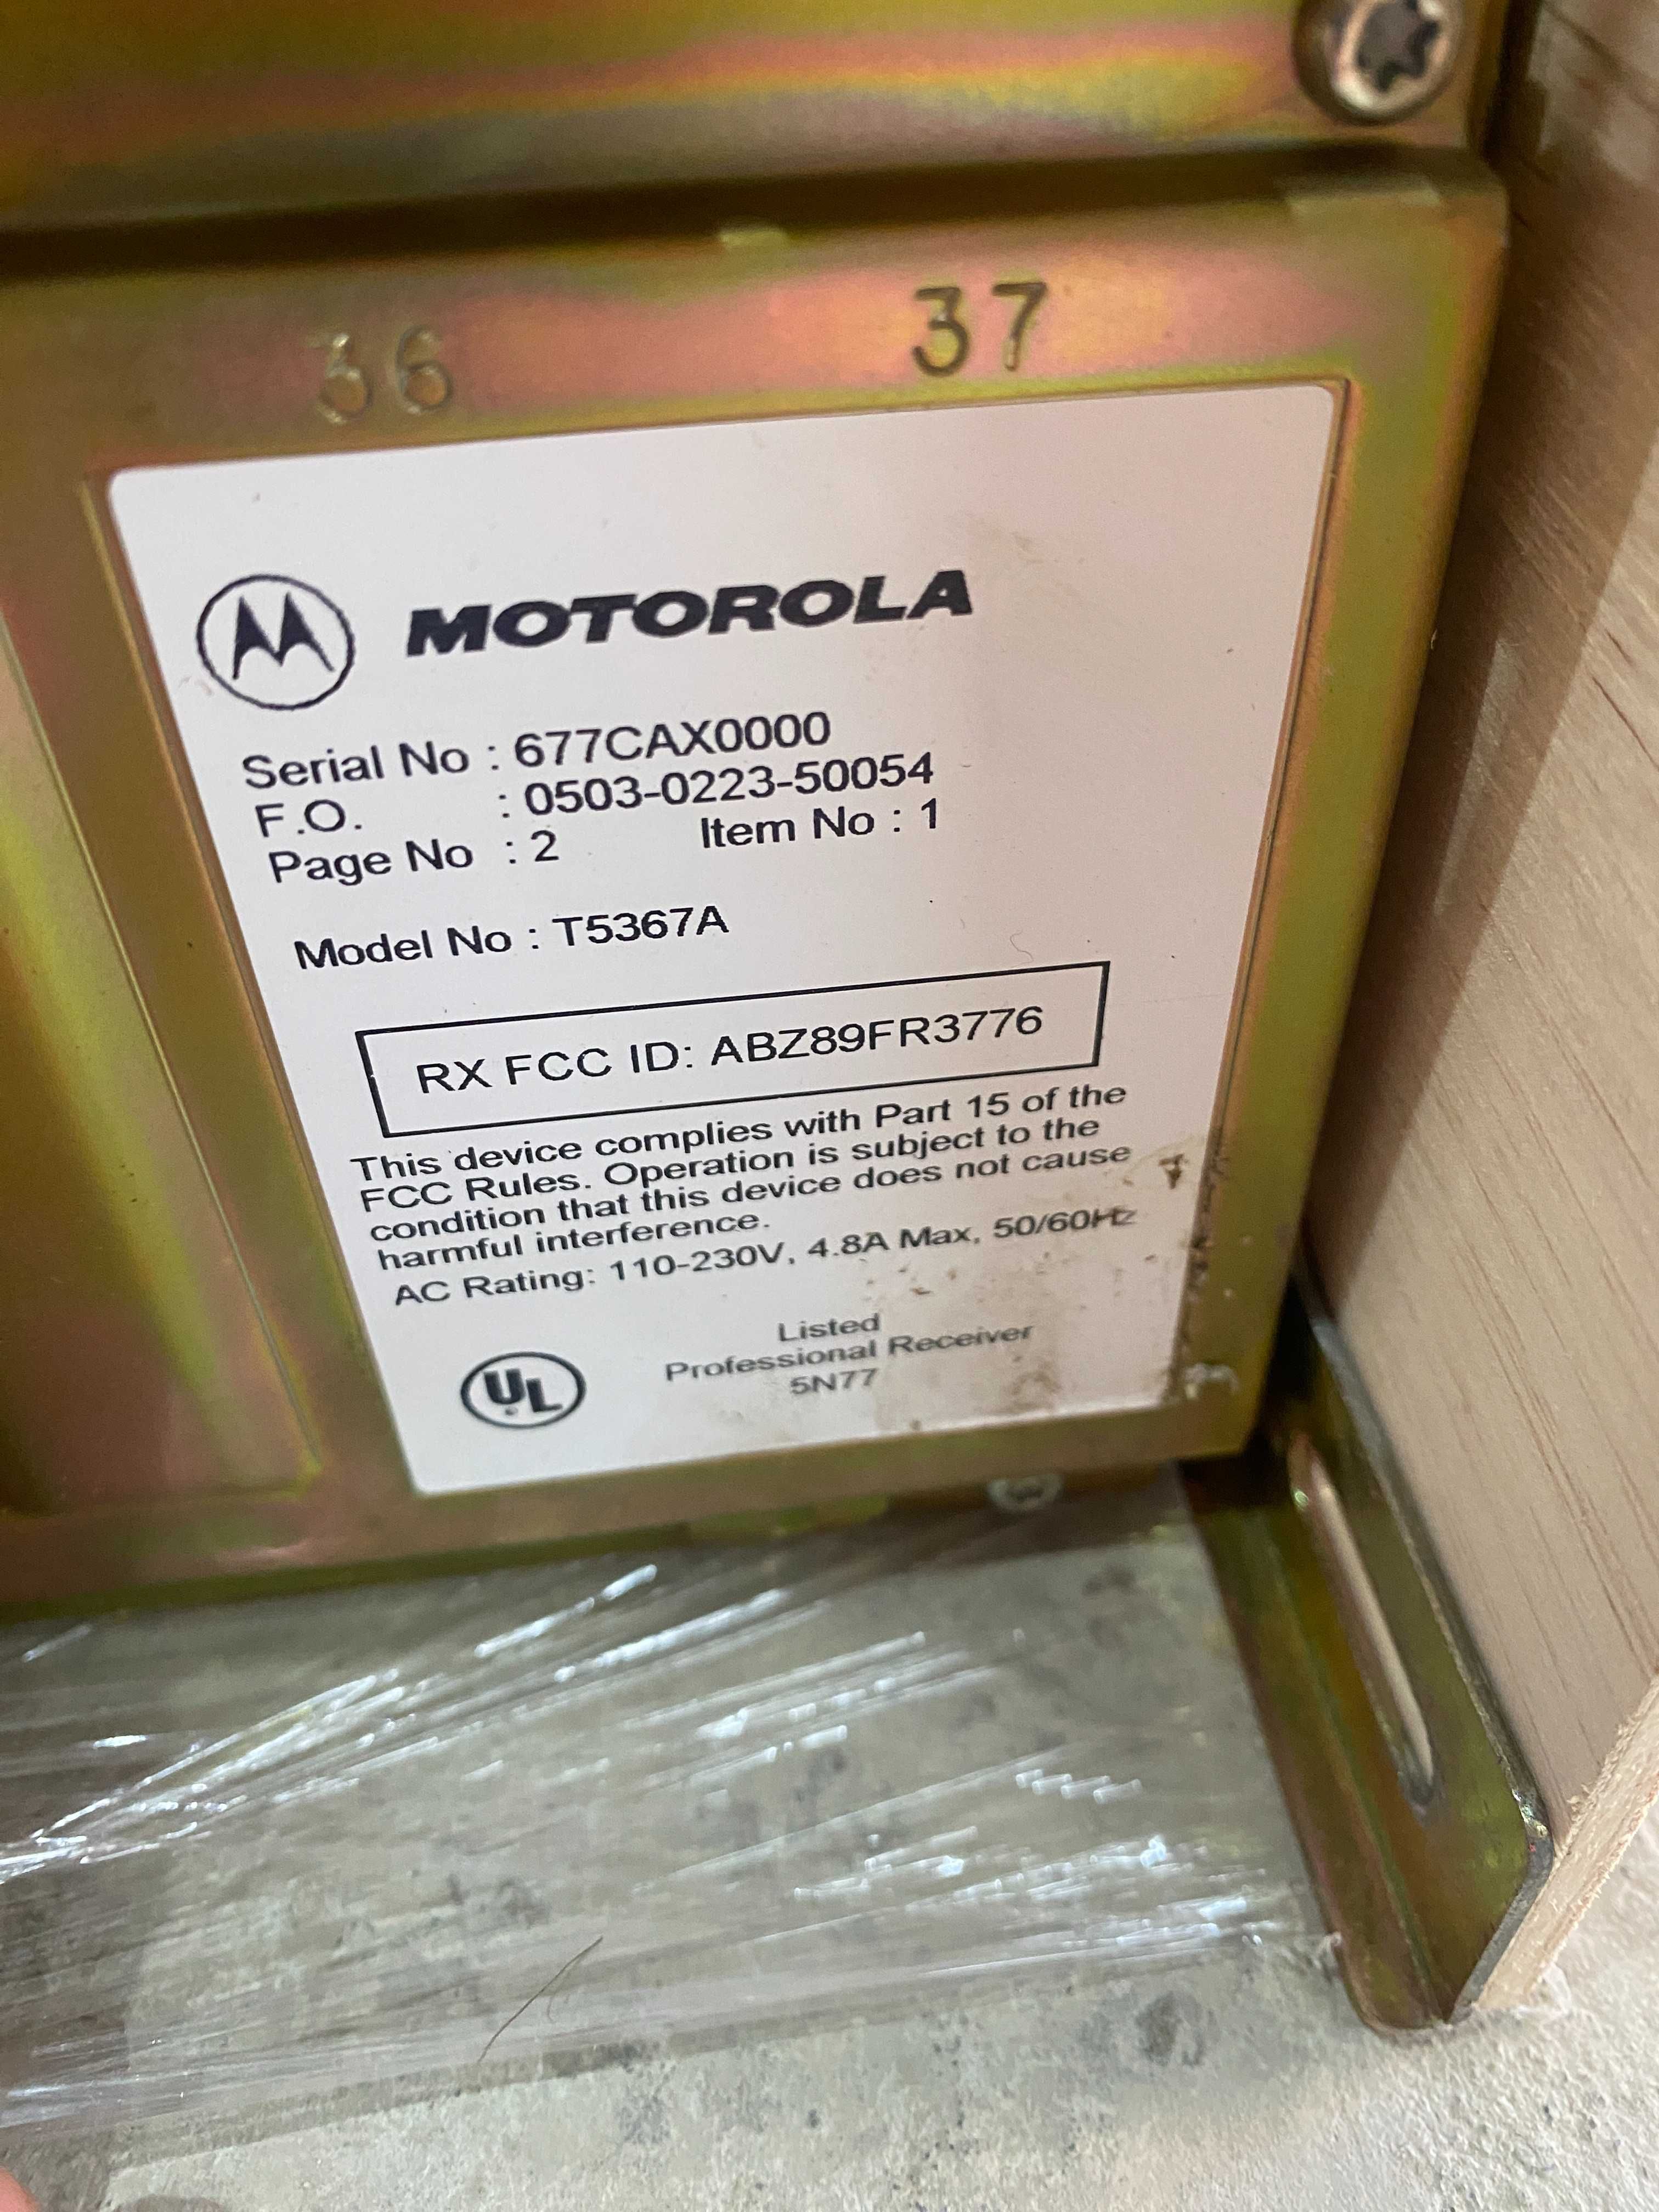 36 37
MOTOROLA
Serial No : 677CAX0000
F.O. : 0503-0223-50054
Page No : 2 Item No : 1
Model No : T5367A
RX FCC ID: ABZ89FR3776
This device complies with Part 15 of the
FCC Rules. Operation is subject to the
condition that this device does not cause
harmful interference.
AC Rating: 110-230V, 4.8A Max, 50/60Hz
UL
Listed
Professional Receiver
5N77